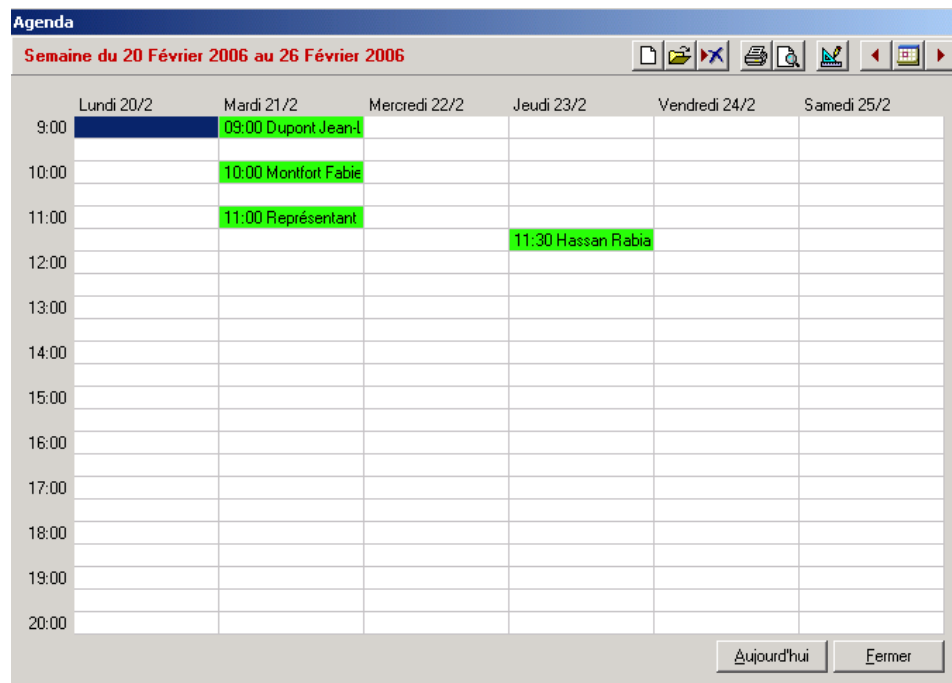 Agenda
Semaine du 20 Février 2006 au 26 Février 2006
Lundi 20/2 Mardi 21/2 Mercredi 22/2 Jeudi 23/2 Vendredi 24/2 Samedi 25/2
9:00 09:00 Dupont Jean-L
10:00 10:00 Montfort Fabie
11:00 11:00 Représentant
11:30 Hassan Rabia
12:00
13:00
14:00
15:00
16:00
17:00
18:00
19:00
20:00
Aujourd'hui Fermer